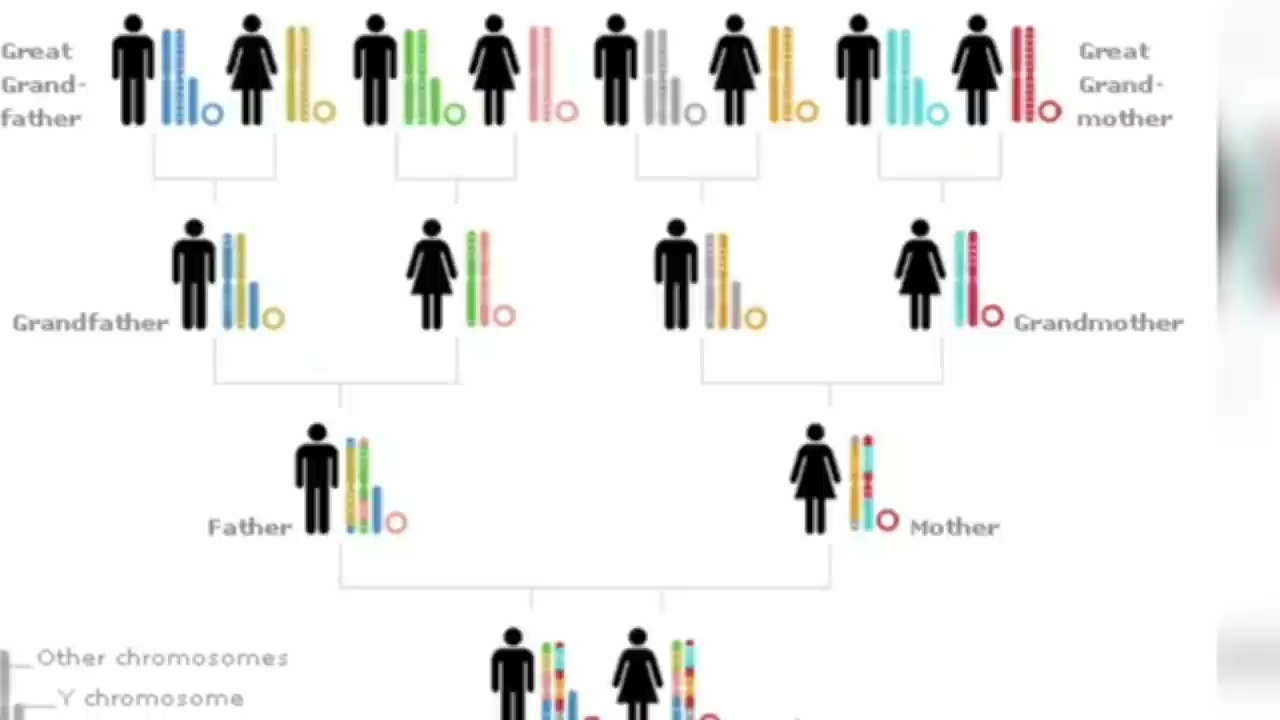 Great
Grand-
father
Great
Grand-
mother
Grandfather
Grandmother
Father
Mother
Other chromosomes
Y chromosome